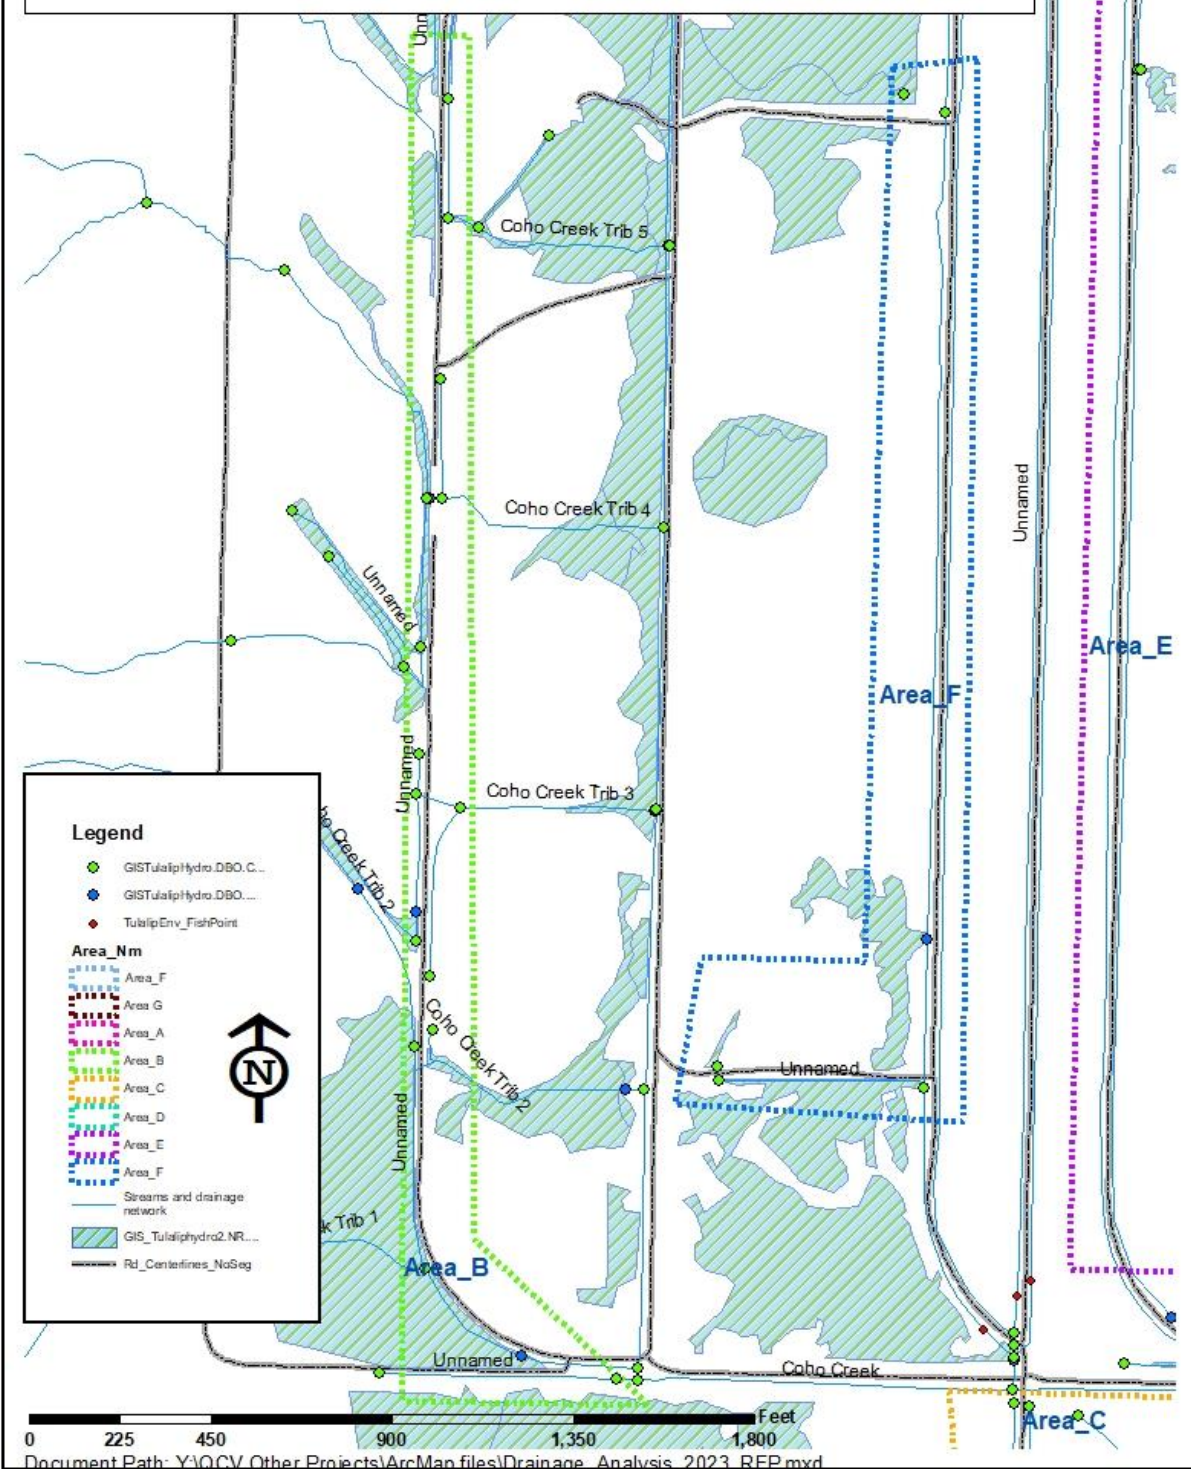 Unn
Coho Creek Trib 5
Coho Creek Trib 4
Unnamed
Unnamed
Area_E
Area_F
Unnamed
Coho Creek Trib 3
ho Creek Trib 2
Coho Creek Trib 2
Unnamed
Unnamed
k Trib 1
Area_B
Unnamed
Coho Creek
Area_C
Legend
GISTulalipHydro.DBO.C...
GISTulalipHydro.DBO....
TulalipEnv_FishPoint
Area_Nm
Area_F
Area G
Area_A
Area_B
Area_C
Area_D
Area_E
Area_F
Streams and drainage
network
GIS_Tulaliphydro2.NR....
Rd_Centerlines_NoSeg
N
Feet
0 225 450 900 1,350 1,800
Document Path: Y:\QCV Other Projects\ArcMap files\Drainage_Analysis_2023_REP.mxd